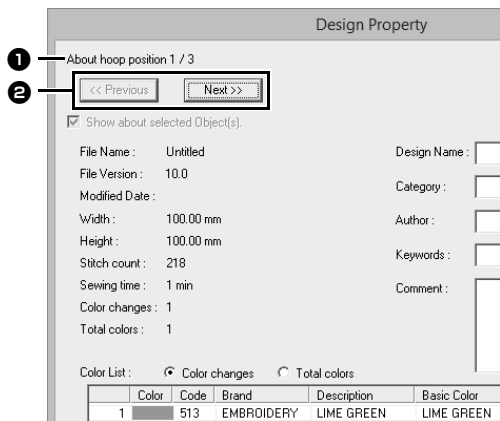 Design Property
❶ About hoop position 1 / 3
❷ << Previous Next >>
Show about selected Object(s).
File Name : Untitled Design Name :
File Version : 10.0
Modified Date : Category :
Width : 100.00 mm Author :
Height : 100.00 mm
Stitch count : 218 Keywords :
Sewing time : 1 min Comment :
Color changes : 1
Total colors : 1
Color List : Color changes Total colors
Color Code Brand Description Basic Color
1 513 EMBROIDERY LIME GREEN LIME GREEN